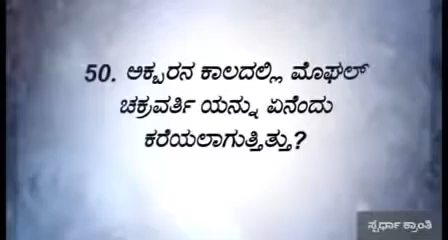 50. ಅಕ್ಬರನ ಕಾಲದಲ್ಲಿ ಮೊಘಲ್
ಚಕ್ರವರ್ತಿ ಯನ್ನು ಏನೆಂದು
ಕರೆಯಲಾಗುತ್ತಿತ್ತು?
ಸ್ಪರ್ಧಾ ಕ್ರಾಂತಿ